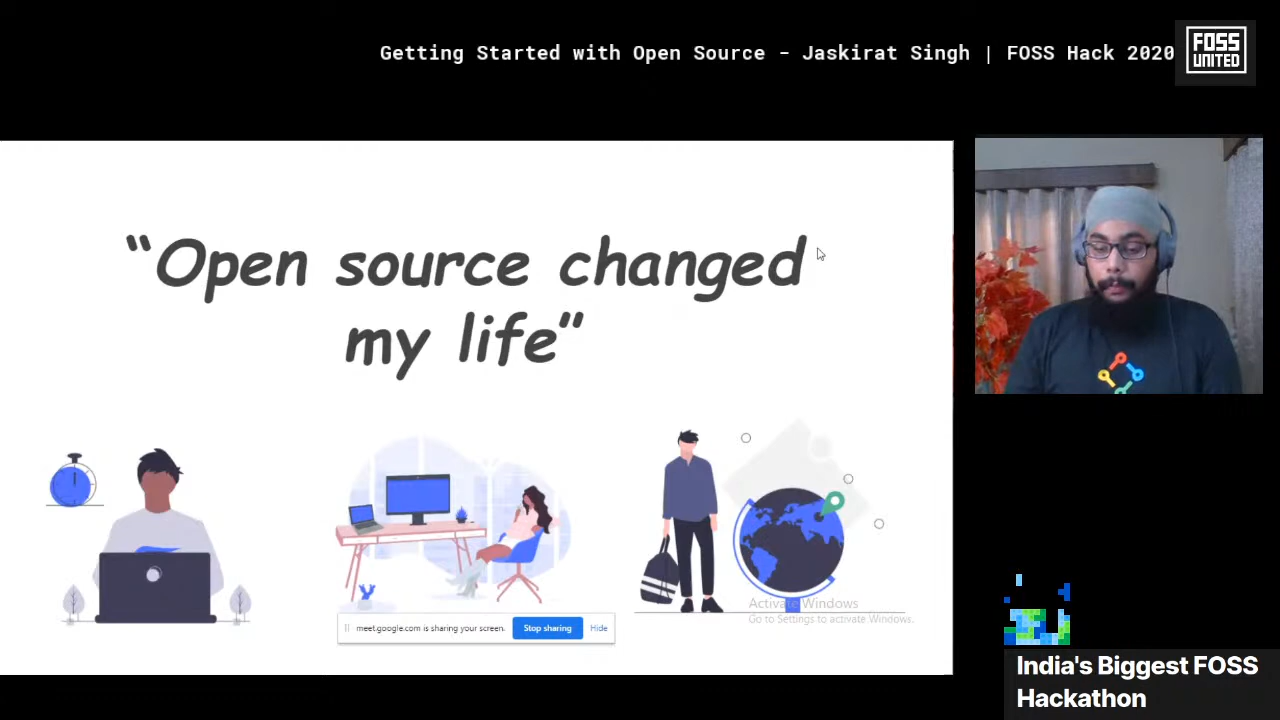 Getting Started with Open Source - Jaskirat Singh | FOSS Hack 2020
FOSS
UNITED
“Open source changed
my life”
Activate Windows
Go to Settings to activate Windows.
meet.google.com is sharing your screen.
Stop sharing
Hide
India's Biggest FOSS
Hackathon